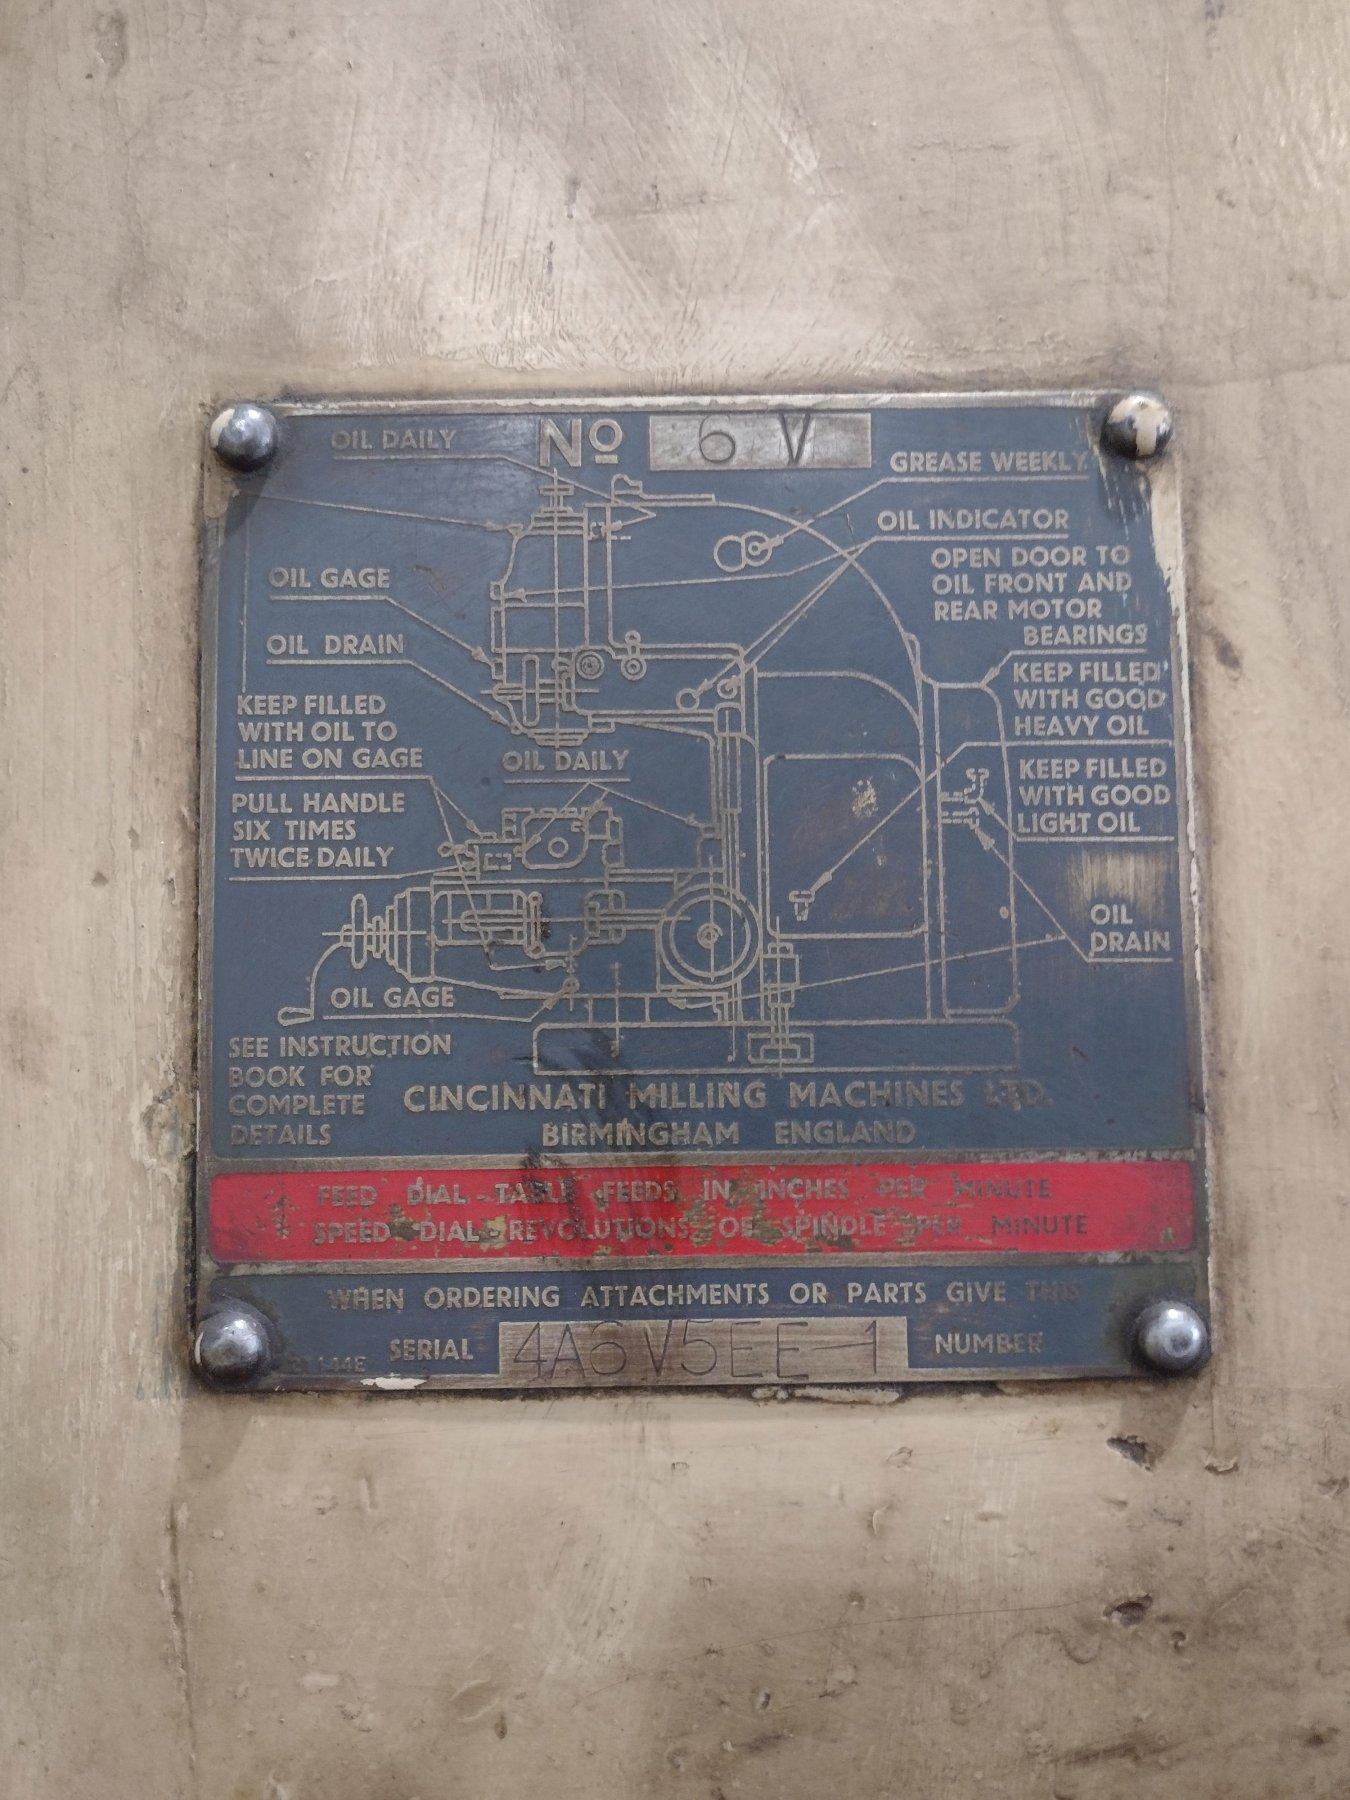 OIL DAILY
No 6 V
GREASE WEEKLY
OIL INDICATOR
OPEN DOOR TO
OIL FRONT AND
REAR MOTOR
BEARINGS
OIL GAGE
OIL DRAIN
KEEP FILLED
WITH GOOD
HEAVY OIL
KEEP FILLED
WITH OIL TO
LINE ON GAGE
OIL DAILY
KEEP FILLED
WITH GOOD
LIGHT OIL
PULL HANDLE
SIX TIMES
TWICE DAILY
OIL
DRAIN
OIL GAGE
SEE INSTRUCTION
BOOK FOR
COMPLETE
DETAILS
CINCINNATI MILLING MACHINES LTD.
BIRMINGHAM ENGLAND
FEED DIAL - TABLE FEEDS IN INCHES PER MINUTE
SPEED DIAL - REVOLUTIONS OF SPINDLE PER MINUTE
WHEN ORDERING ATTACHMENTS OR PARTS GIVE THIS
SERIAL 4A6V5EE-1 NUMBER